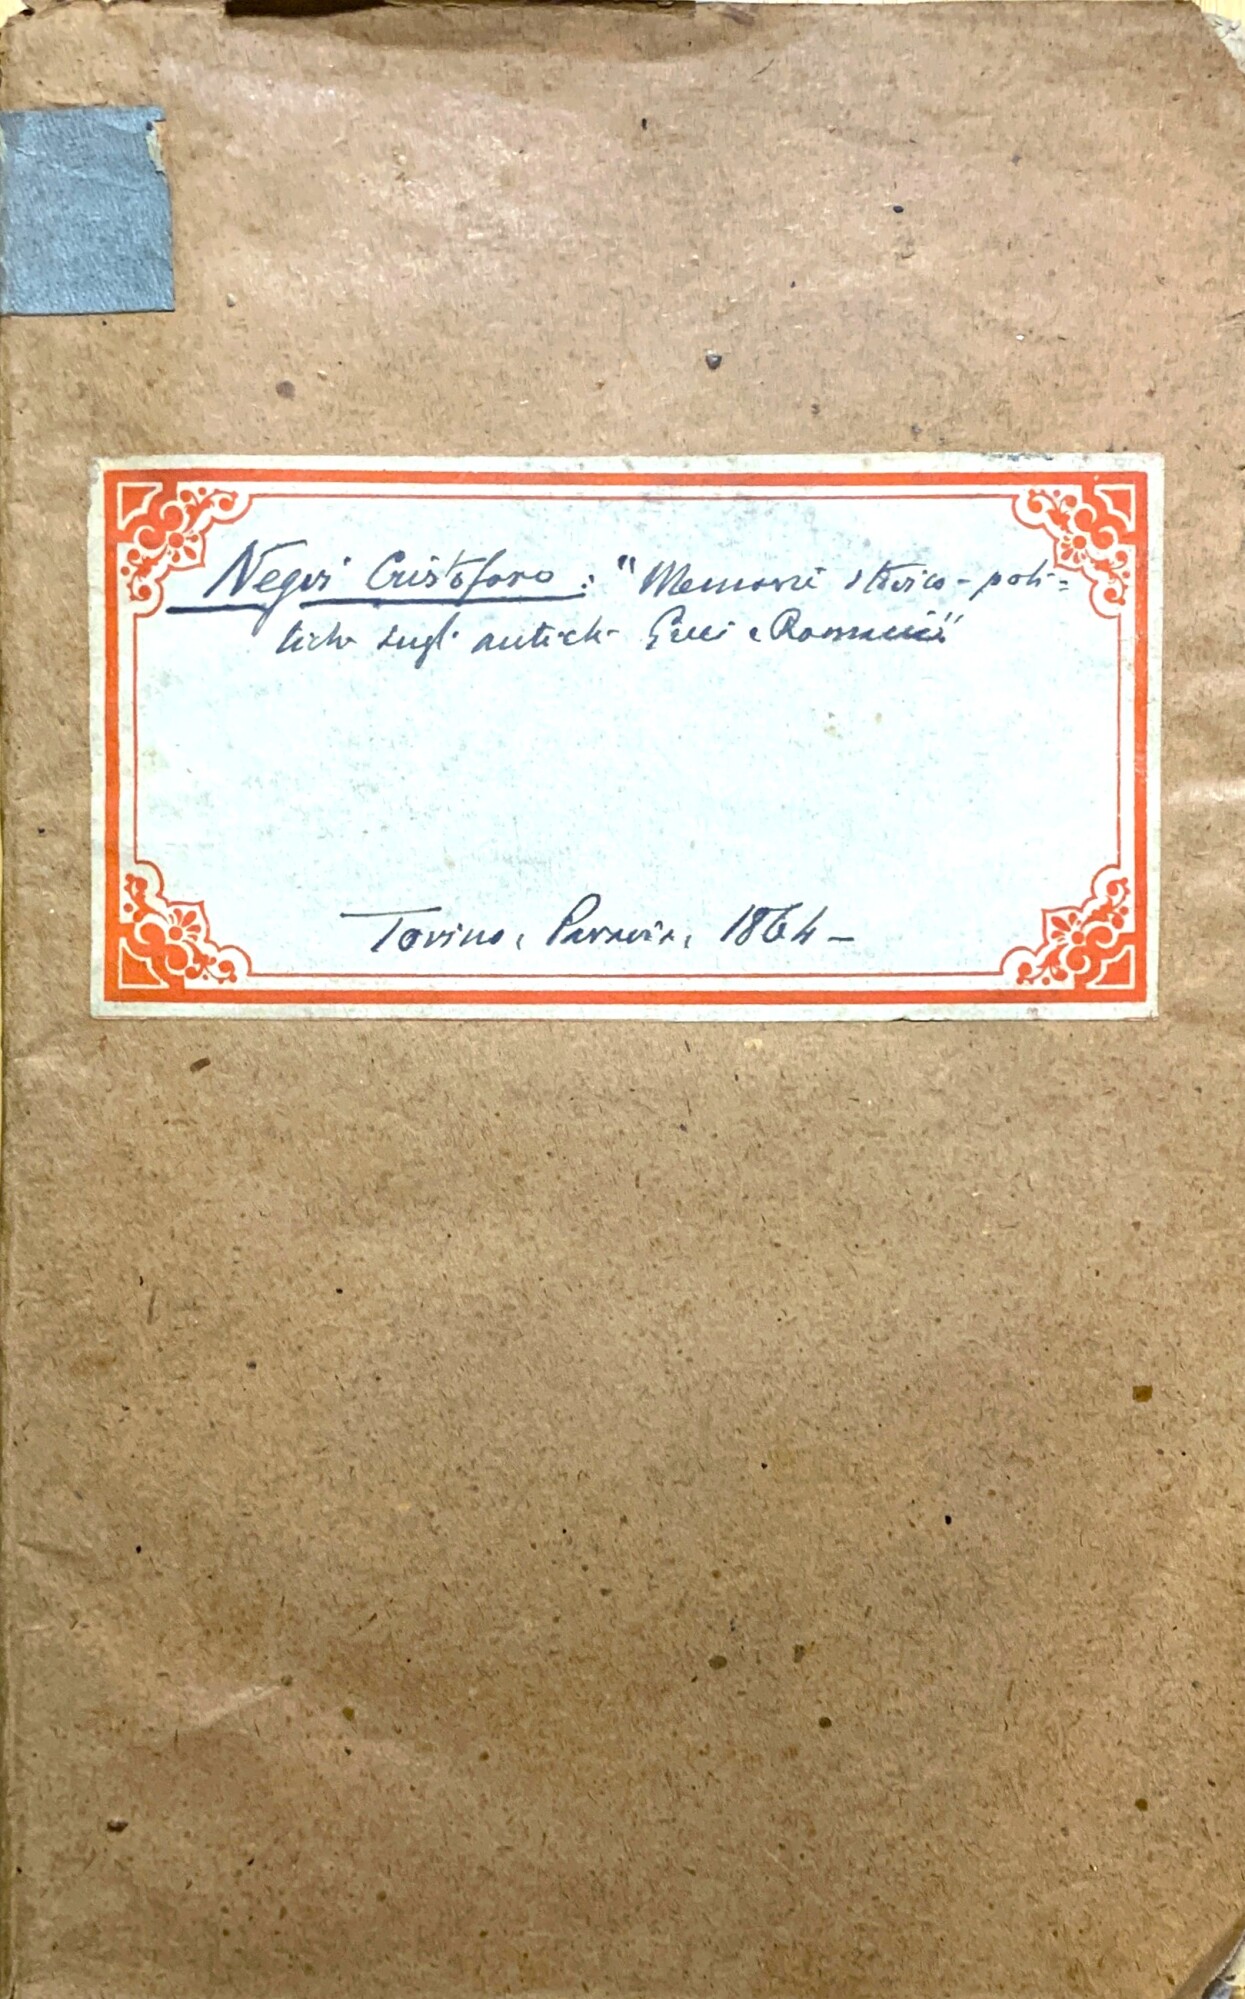 Negri Cristoforo: "Memorie storico-poli=
tiche sugli antichi Greci e Romani"
Torino, Paravia, 1864 -